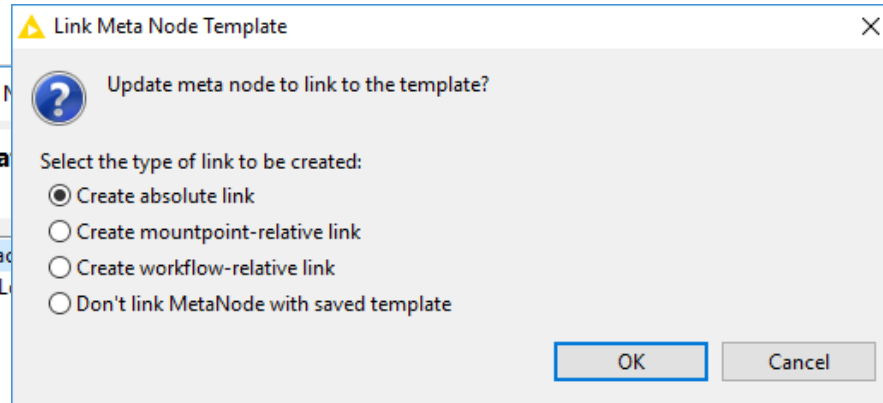 Link Meta Node Template
Update meta node to link to the template?
Select the type of link to be created:
Create absolute link
Create mountpoint-relative link
Create workflow-relative link
Don't link MetaNode with saved template
OK
Cancel